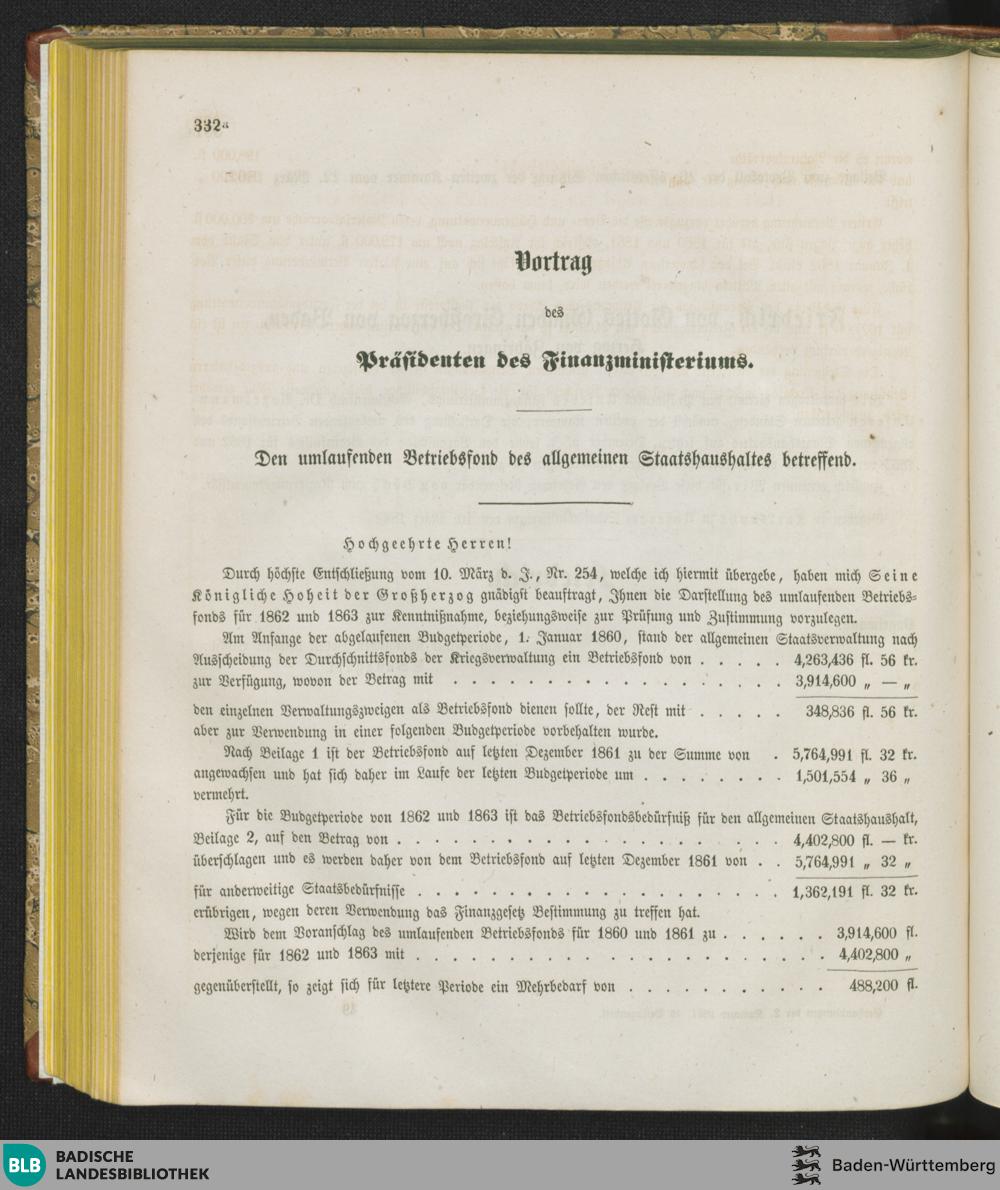 332a
Vortrag
des
Präsidenten des Finanzministeriums.
Den umlaufenden Betriebsfond des allgemeinen Staatshaushaltes betreffend.
Hochgeehrte Herren!
Durch höchste Entschließung vom 10. März d. J., Nr. 254, welche ich hiermit übergebe, haben mich Seine
Königliche Hoheit der Großherzog gnädigst beauftragt, Ihnen die Darstellung des umlaufenden Betriebs-
fonds für 1862 und 1863 zur Kenntnißnahme, beziehungsweise zur Prüfung und Zustimmung vorzulegen.
Am Anfange der abgelaufenen Budgetperiode, 1. Januar 1860, stand der allgemeinen Staatsverwaltung nach
Ausscheidung der Durchschnittsfonds der Kriegsverwaltung ein Betriebsfond von . . . . . 4,263,436 fl. 56 kr.
zur Verfügung, wovon der Betrag mit . . . . . . . . . . . . . . . . 3,914,600 „ — „
den einzelnen Verwaltungszweigen als Betriebsfond dienen sollte, der Rest mit . . . . . 348,836 fl. 56 kr.
aber zur Verwendung in einer folgenden Budgetperiode vorbehalten wurde.
Nach Beilage 1 ist der Betriebsfond auf letzten Dezember 1861 zu der Summe von . 5,764,991 fl. 32 kr.
angewachsen und hat sich daher im Laufe der letzten Budgetperiode um . . . . . . . . 1,501,554 „ 36 „
vermehrt.
Für die Budgetperiode von 1862 und 1863 ist das Betriebsfondsbedürfniß für den allgemeinen Staatshaushalt,
Beilage 2, auf den Betrag von . . . . . . . . . . . . . . . . . . 4,402,800 fl. — kr.
überschlagen und es werden daher von dem Betriebsfond auf letzten Dezember 1861 von . . 5,764,991 „ 32 „
für anderweitige Staatsbedürfnisse . . . . . . . . . . . . . . . . . . 1,362,191 fl. 32 kr.
erübrigen, wegen deren Verwendung das Finanzgesetz Bestimmung zu treffen hat.
Wird dem Voranschlag des umlaufenden Betriebsfonds für 1860 und 1861 zu . . . . . . 3,914,600 fl.
derjenige für 1862 und 1863 mit . . . . . . . . . . . . . . . . . . . . . 4,402,800 „
gegenüberstellt, so zeigt sich für letztere Periode ein Mehrbedarf von . . . . . . . . . . 488,200 fl.
BLB
BADISCHE
LANDESBIBLIOTHEK
Baden-Württemberg